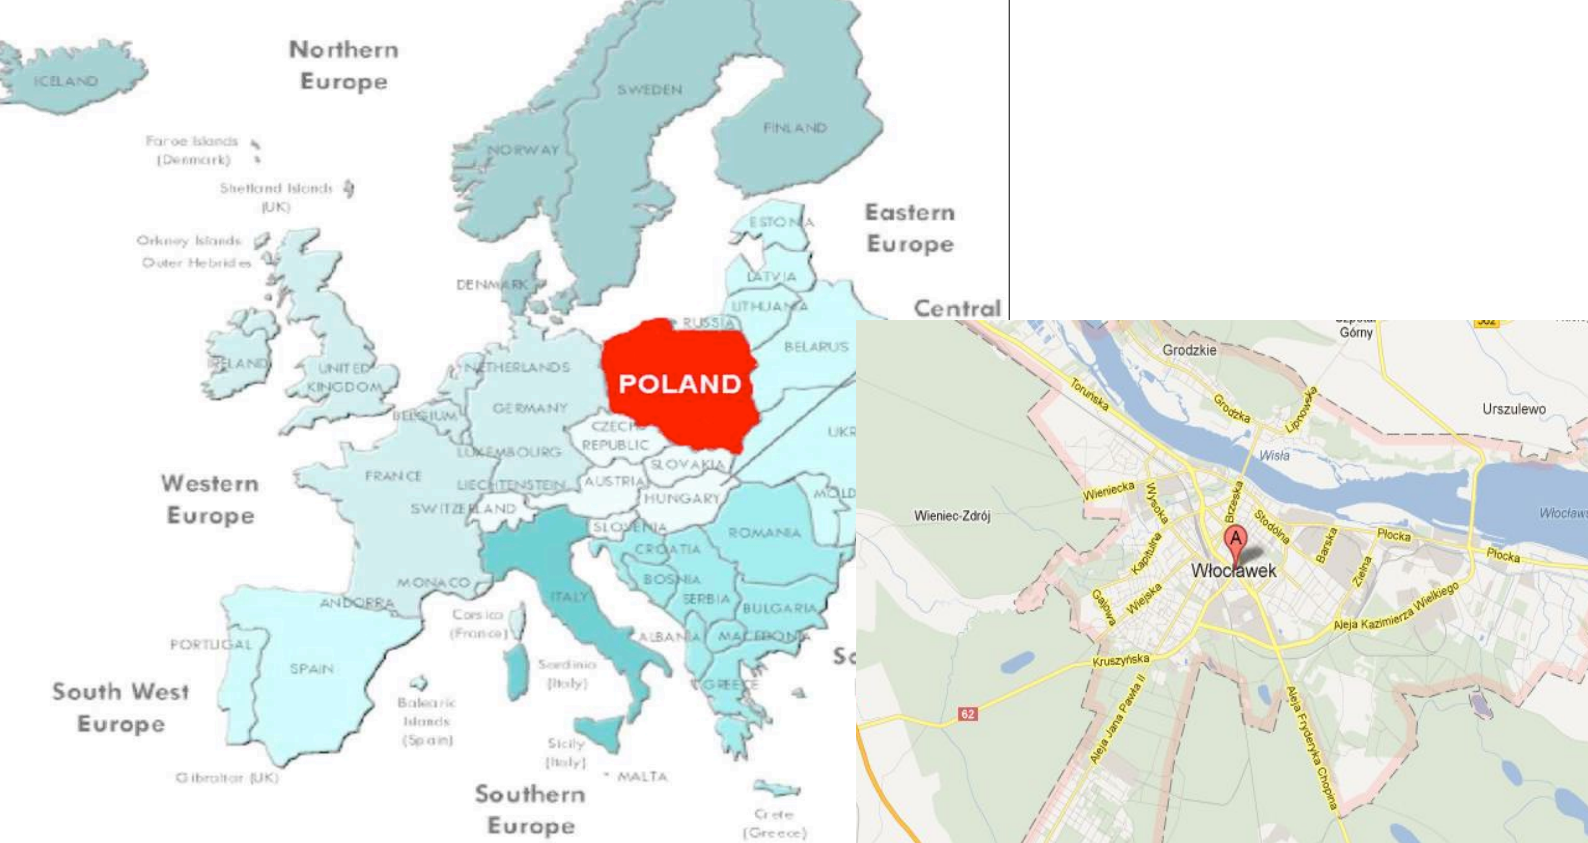 Northern
Europe
ICELAND
SWEDEN
FINLAND
NORWAY
Faroe Islands
(Denmark)
Shetland Islands
(UK)
Orkney Islands
Outer Hebrides
Eastern
Europe
ESTONIA
LATVIA
LITHUANIA
DENMARK
Central
RUSSIA
BELARUS
IRELAND
UNITED
KINGDOM
NETHERLANDS
POLAND
BELGIUM
GERMANY
CZECH
REPUBLIC
LUXEMBOURG
SLOVAKIA
FRANCE
LIECHTENSTEIN
AUSTRIA
HUNGARY
Western
Europe
SWITZERLAND
SLOVENIA
ROMANIA
CROATIA
MONACO
BOSNIA
SERBIA
ANDORRA
ITALY
BULGARIA
Corsica
(France)
ALBANIA
MACEDONIA
PORTUGAL
SPAIN
Sardinia
(Italy)
GREECE
South West
Europe
Balearic
Islands
(Spain)
Sicily
(Italy)
Gibraltar (UK)
MALTA
Southern
Europe
Crete
(Greece)
Górny
Grodzkie
Toruńska
Grodzka
Lipnowska
Urszulewo
Wisła
Wieniecka
Wysoka
Brzeska
Wieniec-Zdrój
Stodólna
Kapitulna
Barska
Płocka
Płocka
A
Włocławek
Zielna
Gajowa
Wiejska
Aleja Kazimierza Wielkiego
Kruszyńska
62
Aleja Jana Pawła II
Aleja Fryderyka Chopina